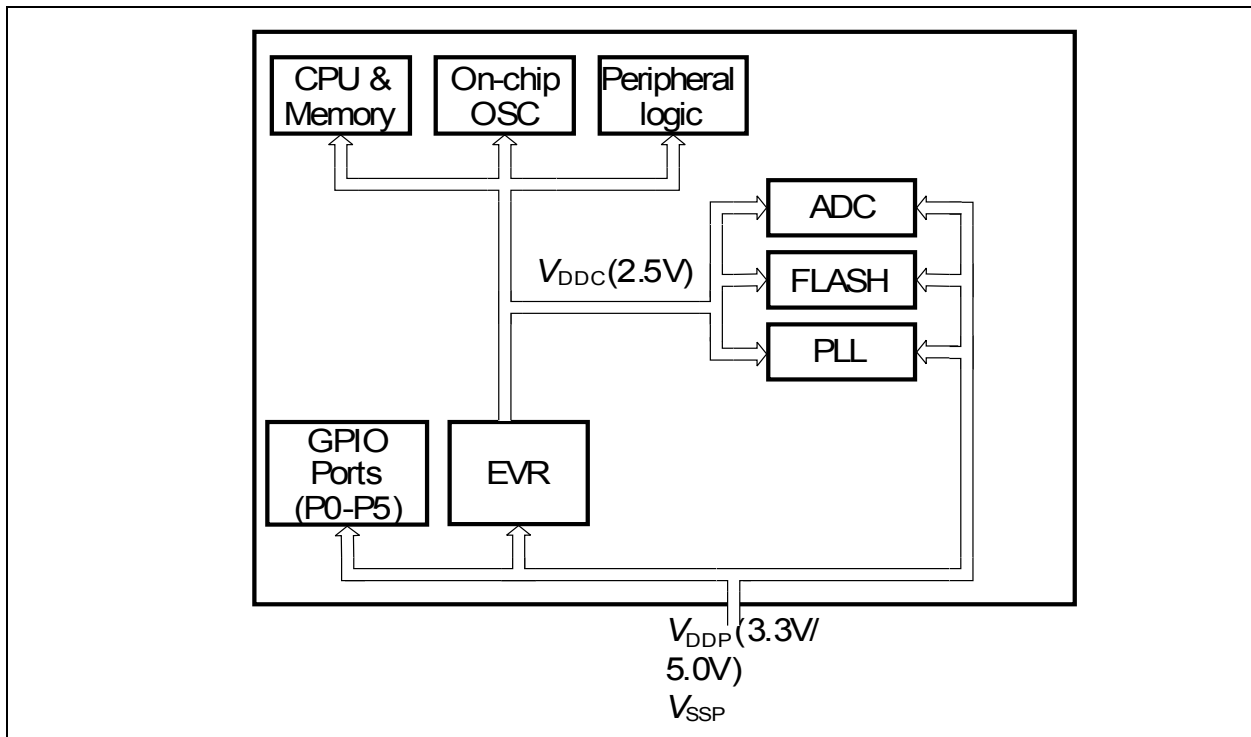 CPU &
Memory
On-chip
OSC
Peripheral
logic
ADC
VDDC(2.5V)
FLASH
PLL
GPIO
Ports
(P0-P5)
EVR
VDDP(3.3V/
5.0V)
VSSP